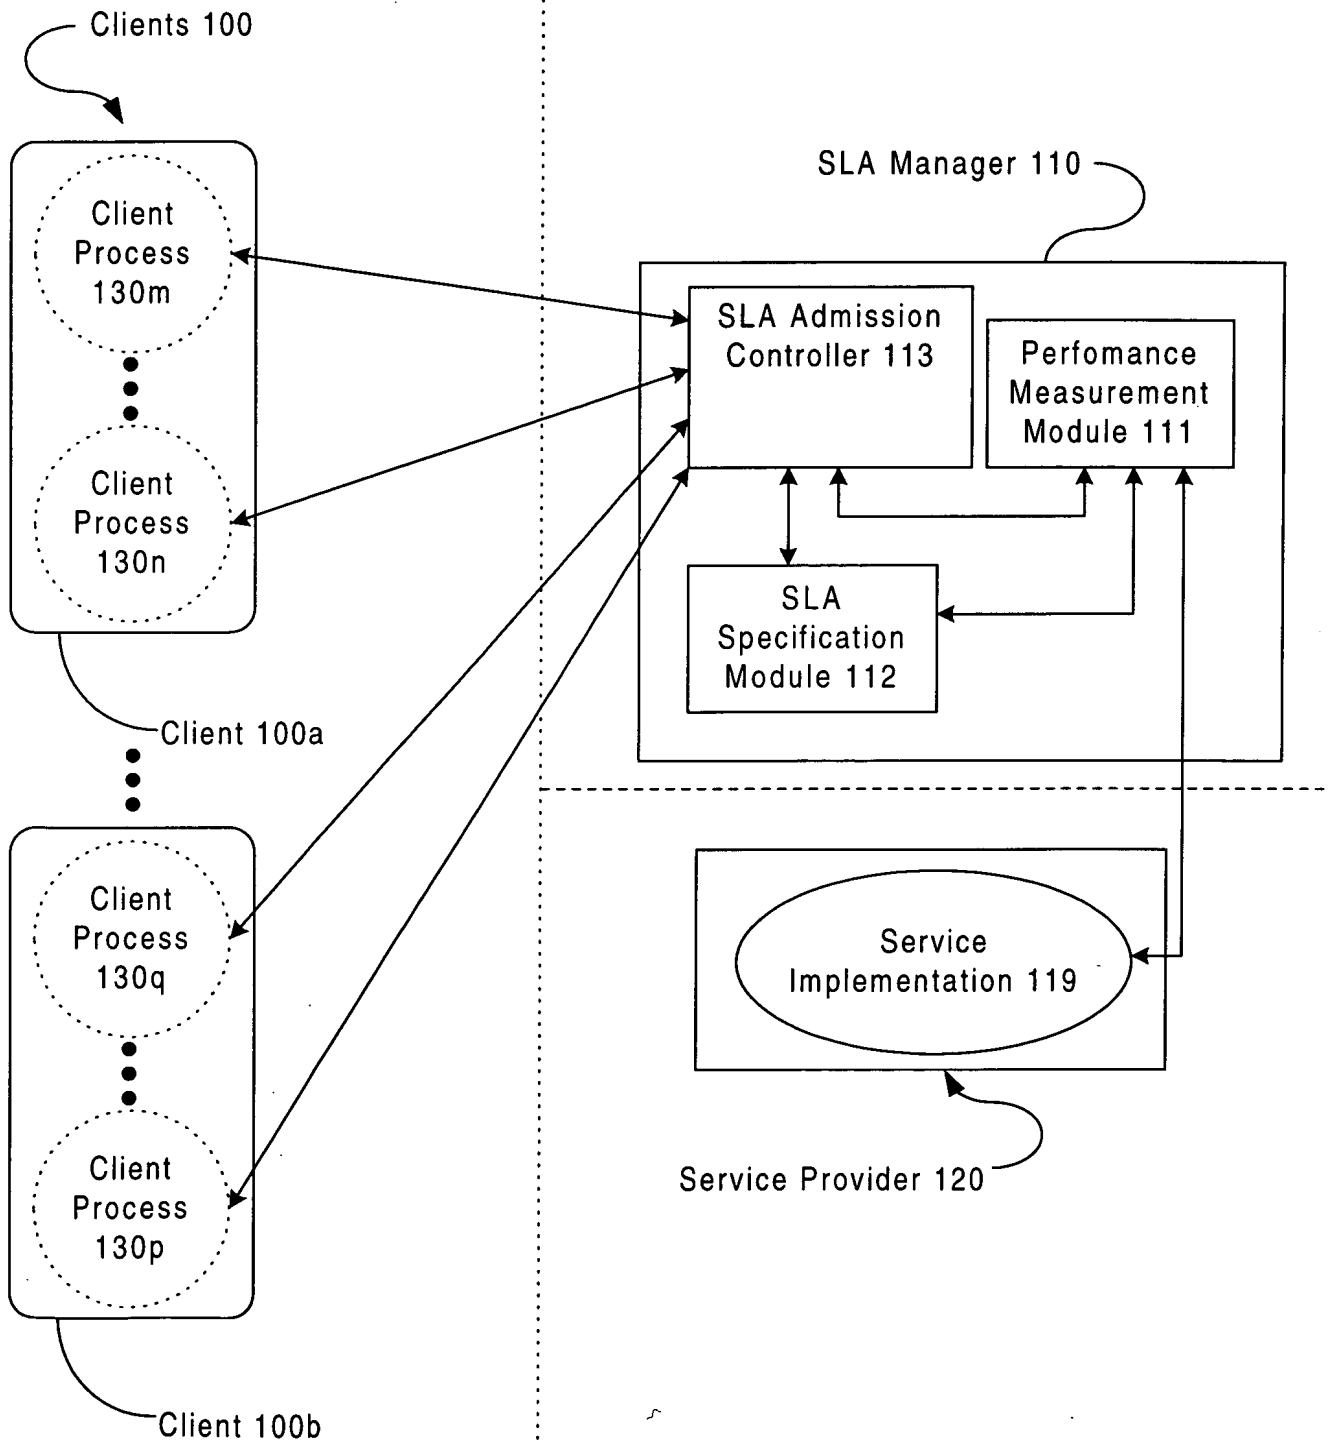 Clients 100
Client
Process
130m
Client
Process
130n
Client 100a
Client
Process
130q
Client
Process
130p
Client 100b
SLA Manager 110
SLA Admission
Controller 113
Perfomance
Measurement
Module 111
SLA
Specification
Module 112
Service
Implementation 119
Service Provider 120